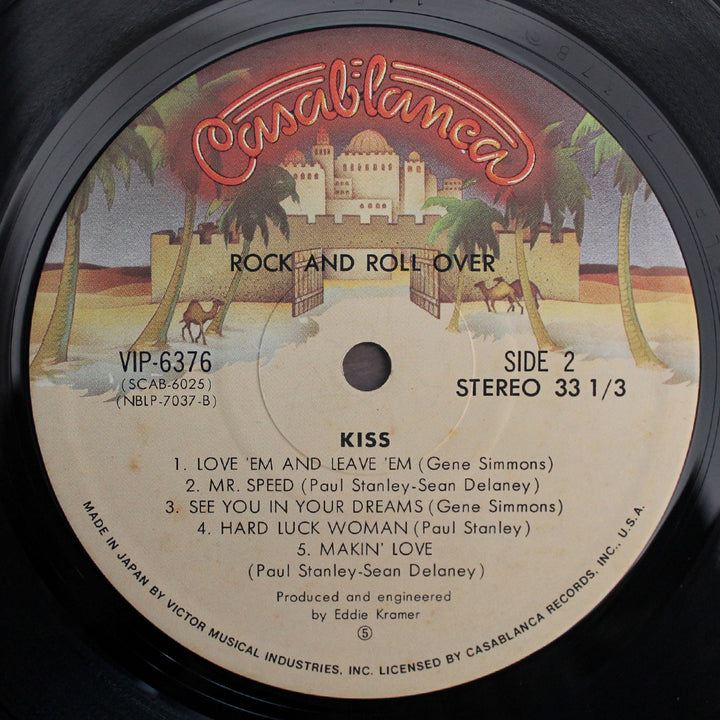 Casablanca
ROCK AND ROLL OVER
VIP-6376
(SCAB-6025)
(NBLP-7037-B)
SIDE 2
STEREO 33 1/3
KISS
1. LOVE 'EM AND LEAVE 'EM (Gene Simmons)
2. MR. SPEED (Paul Stanley-Sean Delaney)
3. SEE YOU IN YOUR DREAMS (Gene Simmons)
4. HARD LUCK WOMAN (Paul Stanley)
5. MAKIN' LOVE
(Paul Stanley-Sean Delaney)
Produced and engineered
by Eddie Kramer
⑤
MADE IN JAPAN BY VICTOR MUSICAL INDUSTRIES, INC. LICENSED BY CASABLANCA RECORDS, INC., U.S.A.